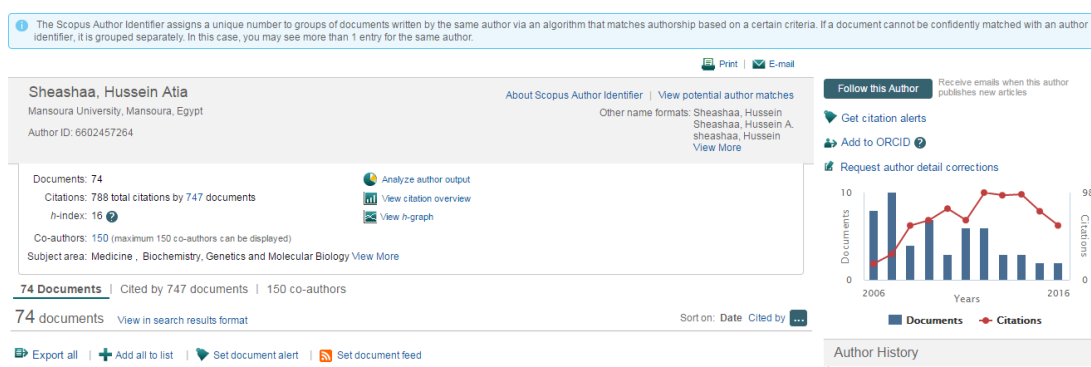 The Scopus Author Identifier assigns a unique number to groups of documents written by the same author via an algorithm that matches authorship based on a certain criteria. If a document cannot be confidently matched with an author
identifier, it is grouped separately. In this case, you may see more than 1 entry for the same author.
Print | E-mail
Sheashaa, Hussein Atia
Mansoura University, Mansoura, Egypt
Author ID: 6602457264
About Scopus Author Identifier | View potential author matches
Other name formats: Sheashaa, Hussein
Sheashaa, Hussein A.
sheashaa, Hussein
View More
Documents: 74
Citations: 788 total citations by 747 documents
h-index: 16 ?
Co-authors: 150 (maximum 150 co-authors can be displayed)
Subject area: Medicine , Biochemistry, Genetics and Molecular Biology View More
Analyze author output
View citation overview
View h-graph
74 Documents | Cited by 747 documents | 150 co-authors
74 documents View in search results format
Sort on: Date Cited by ...
Export all | Add all to list | Set document alert | Set document feed
Follow this Author
Receive emails when this author
publishes new articles
Get citation alerts
Add to ORCID ?
Request author detail corrections
10
98
Documents
Citations
0
0
2006
2016
Years
Documents Citations
Author History